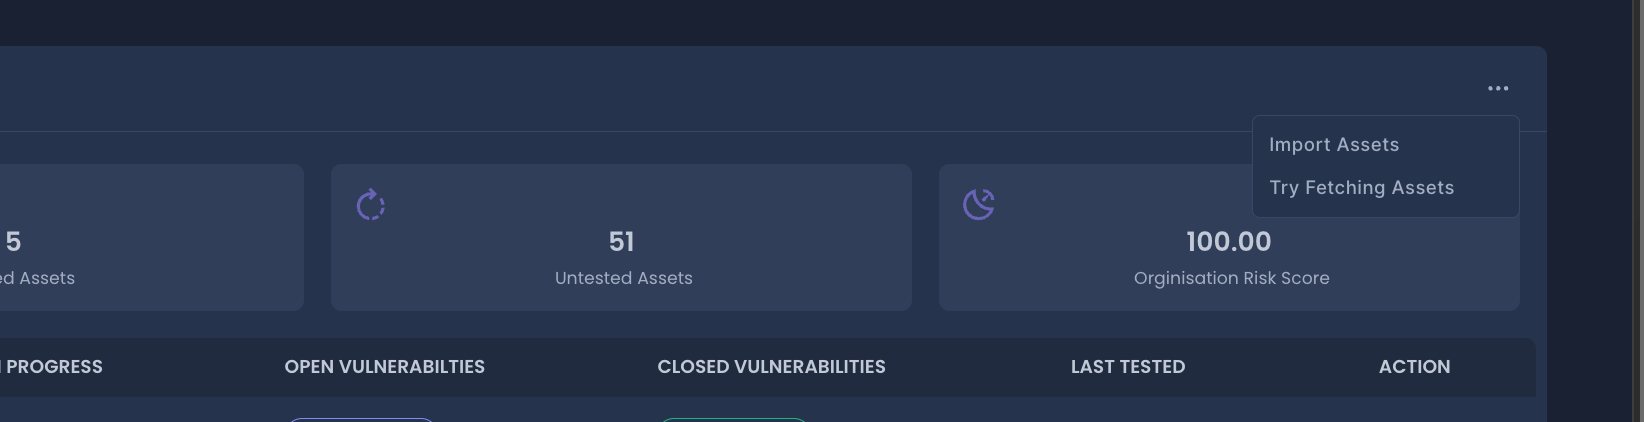 Import Assets
Try Fetching Assets
5
51
100.00
Assets
Untested Assets
Orginisation Risk Score
PROGRESS
OPEN VULNERABILTIES
CLOSED VULNERABILITIES
LAST TESTED
ACTION